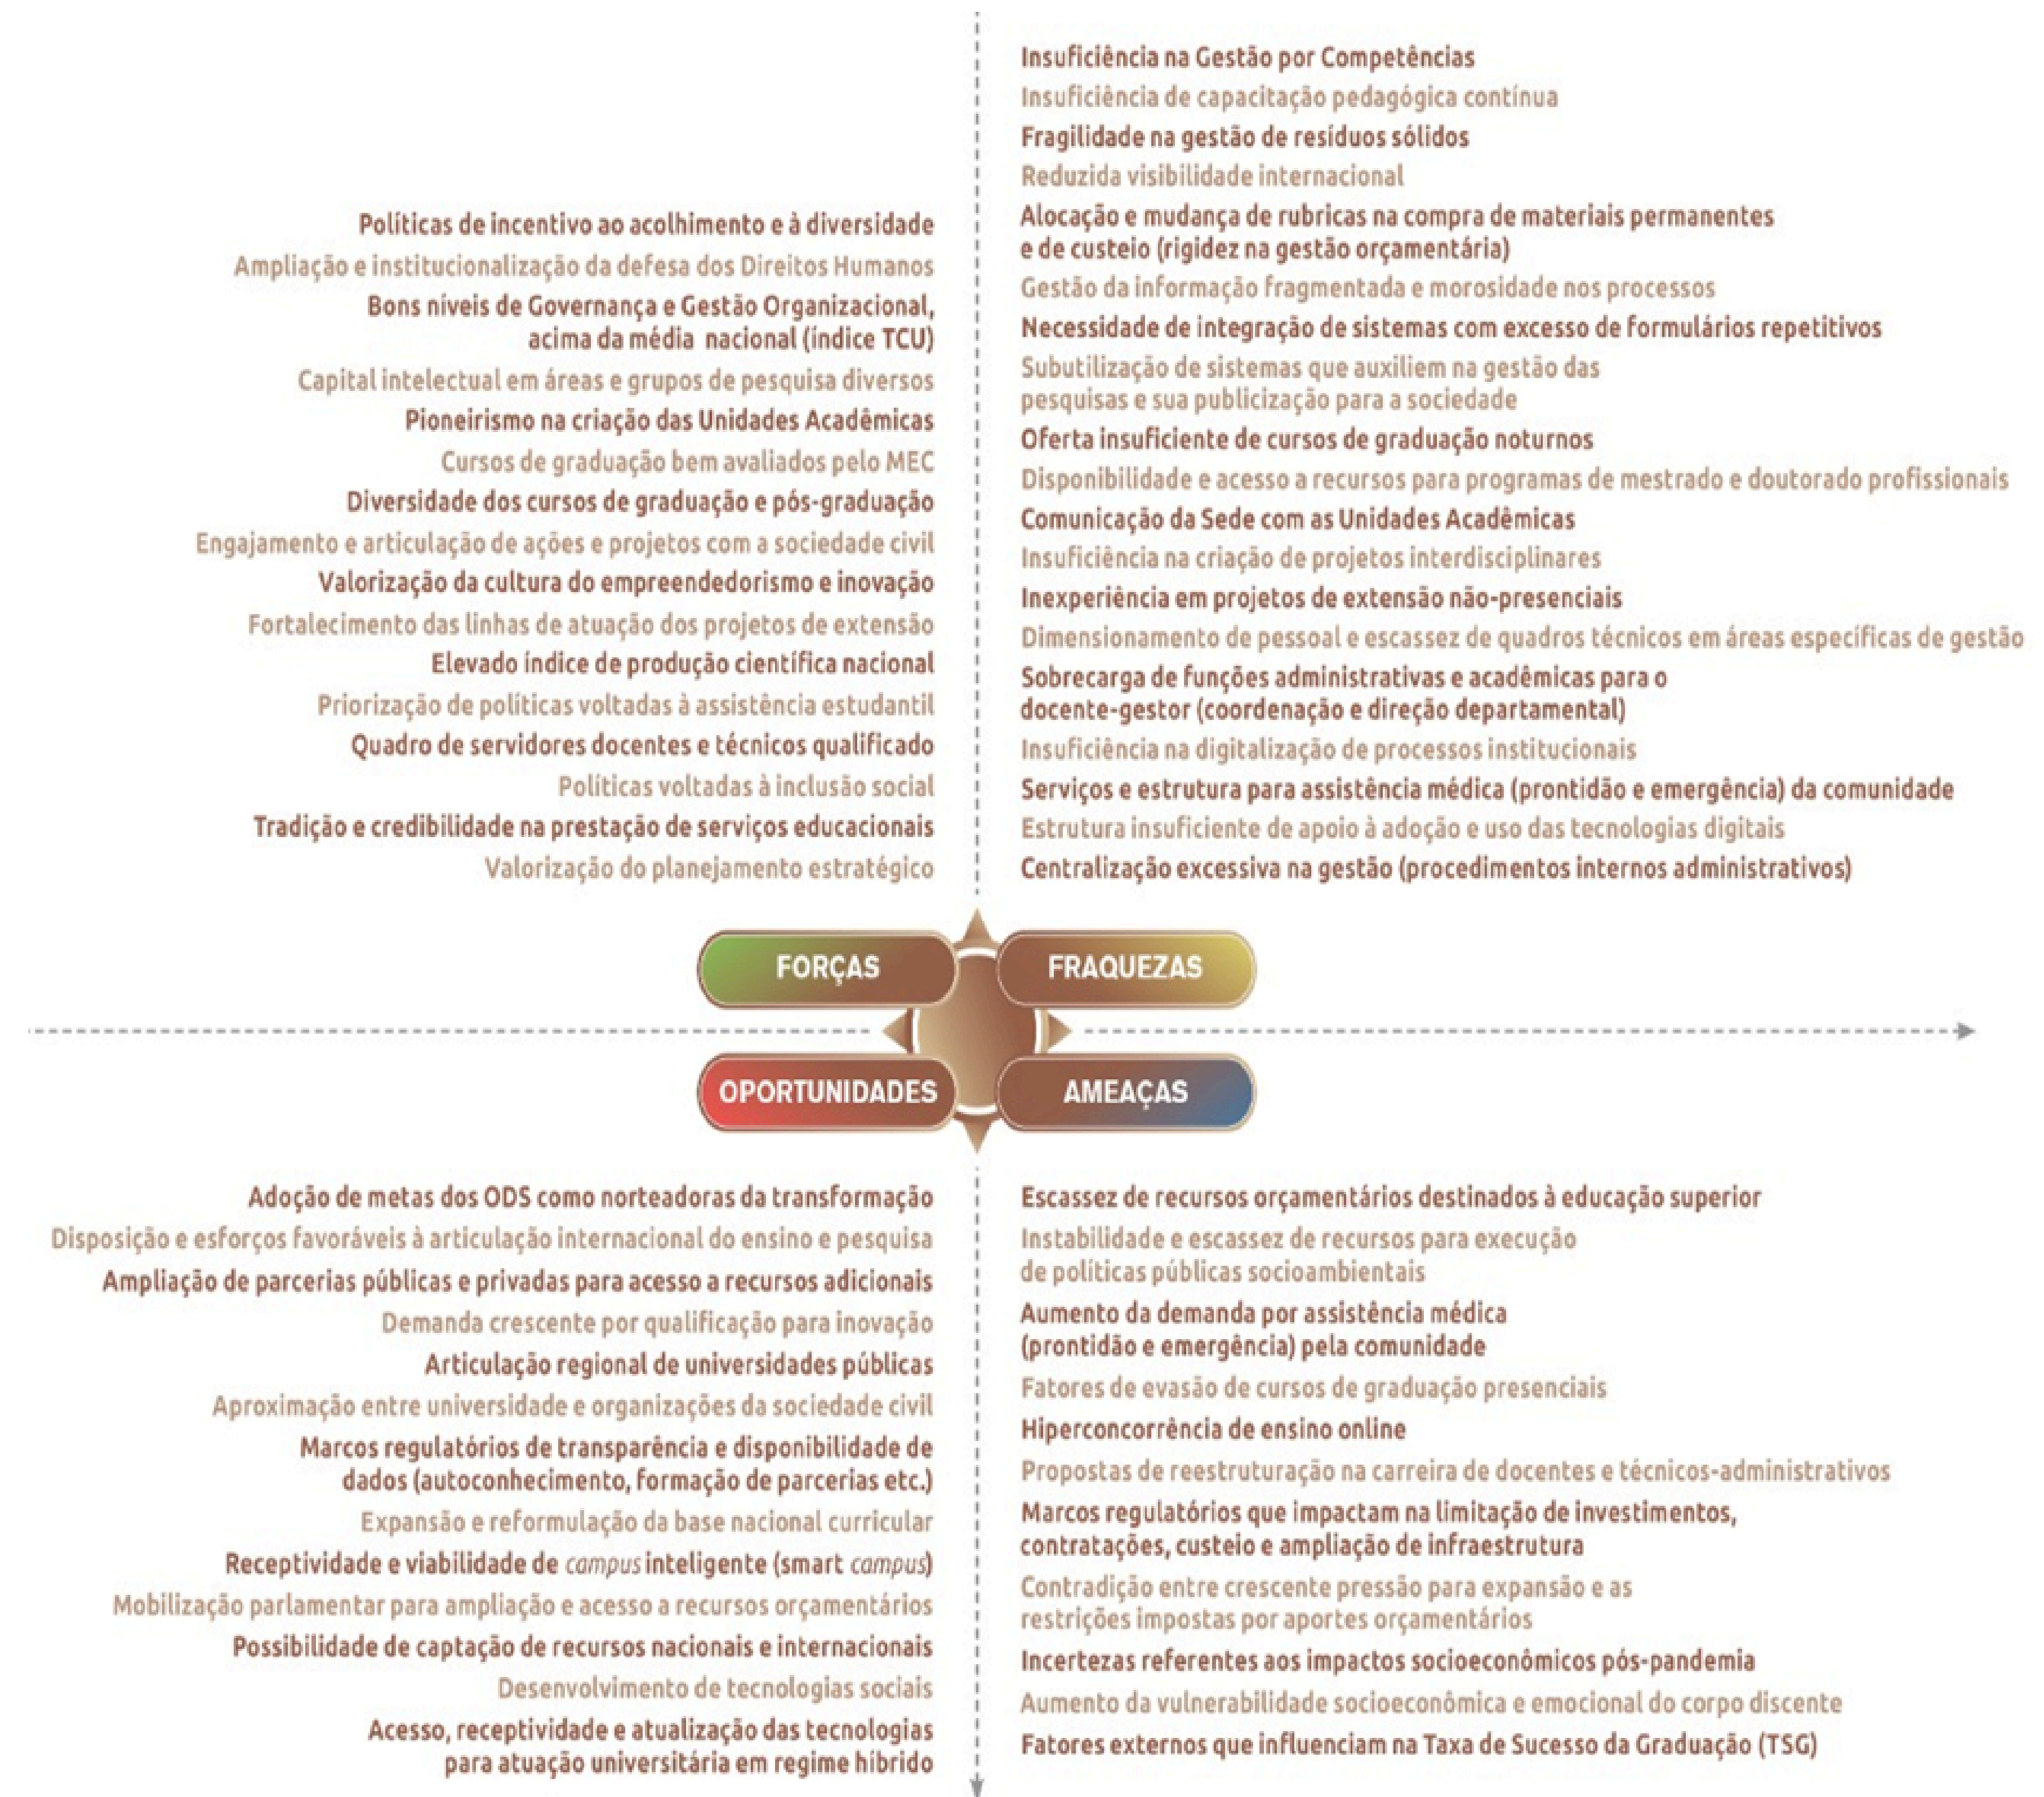 Políticas de incentivo ao acolhimento e à diversidade
Ampliação e institucionalização da defesa dos Direitos Humanos
Bons níveis de Governança e Gestão Organizacional,
acima da média nacional (índice TCU)
Capital intelectual em áreas e grupos de pesquisa diversos
Pioneirismo na criação das Unidades Acadêmicas
Cursos de graduação bem avaliados pelo MEC
Diversidade dos cursos de graduação e pós-graduação
Engajamento e articulação de ações e projetos com a sociedade civil
Valorização da cultura do empreendedorismo e inovação
Fortalecimento das linhas de atuação dos projetos de extensão
Elevado índice de produção científica nacional
Priorização de políticas voltadas à assistência estudantil
Quadro de servidores docentes e técnicos qualificado
Políticas voltadas à inclusão social
Tradição e credibilidade na prestação de serviços educacionais
Valorização do planejamento estratégico
Insuficiência na Gestão por Competências
Insuficiência de capacitação pedagógica contínua
Fragilidade na gestão de resíduos sólidos
Reduzida visibilidade internacional
Alocação e mudança de rubricas na compra de materiais permanentes
e de custeio (rigidez na gestão orçamentária)
Gestão da informação fragmentada e morosidade nos processos
Necessidade de integração de sistemas com excesso de formulários repetitivos
Subutilização de sistemas que auxiliem na gestão das
pesquisas e sua publicização para a sociedade
Oferta insuficiente de cursos de graduação noturnos
Disponibilidade e acesso a recursos para programas de mestrado e doutorado profissionais
Comunicação da Sede com as Unidades Acadêmicas
Insuficiência na criação de projetos interdisciplinares
Inexperiência em projetos de extensão não-presenciais
Dimensionamento de pessoal e escassez de quadros técnicos em áreas específicas de gestão
Sobrecarga de funções administrativas e acadêmicas para o
docente-gestor (coordenação e direção departamental)
Insuficiência na digitalização de processos institucionais
Serviços e estrutura para assistência médica (prontidão e emergência) da comunidade
Estrutura insuficiente de apoio à adoção e uso das tecnologias digitais
Centralização excessiva na gestão (procedimentos internos administrativos)
FORÇAS
FRAQUEZAS
OPORTUNIDADES
AMEAÇAS
Adoção de metas dos ODS como norteadoras da transformação
Disposição e esforços favoráveis à articulação internacional do ensino e pesquisa
Ampliação de parcerias públicas e privadas para acesso a recursos adicionais
Demanda crescente por qualificação para inovação
Articulação regional de universidades públicas
Aproximação entre universidade e organizações da sociedade civil
Marcos regulatórios de transparência e disponibilidade de
dados (autoconhecimento, formação de parcerias etc.)
Expansão e reformulação da base nacional curricular
Receptividade e viabilidade de campus inteligente (smart campus)
Mobilização parlamentar para ampliação e acesso a recursos orçamentários
Possibilidade de captação de recursos nacionais e internacionais
Desenvolvimento de tecnologias sociais
Acesso, receptividade e atualização das tecnologias
para atuação universitária em regime híbrido
Escassez de recursos orçamentários destinados à educação superior
Instabilidade e escassez de recursos para execução
de políticas públicas socioambientais
Aumento da demanda por assistência médica
(prontidão e emergência) pela comunidade
Fatores de evasão de cursos de graduação presenciais
Hiperconcorrência de ensino online
Propostas de reestruturação na carreira de docentes e técnicos-administrativos
Marcos regulatórios que impactam na limitação de investimentos,
contratações, custeio e ampliação de infraestrutura
Contradição entre crescente pressão para expansão e as
restrições impostas por aportes orçamentários
Incertezas referentes aos impactos socioeconômicos pós-pandemia
Aumento da vulnerabilidade socioeconômica e emocional do corpo discente
Fatores externos que influenciam na Taxa de Sucesso da Graduação (TSG)